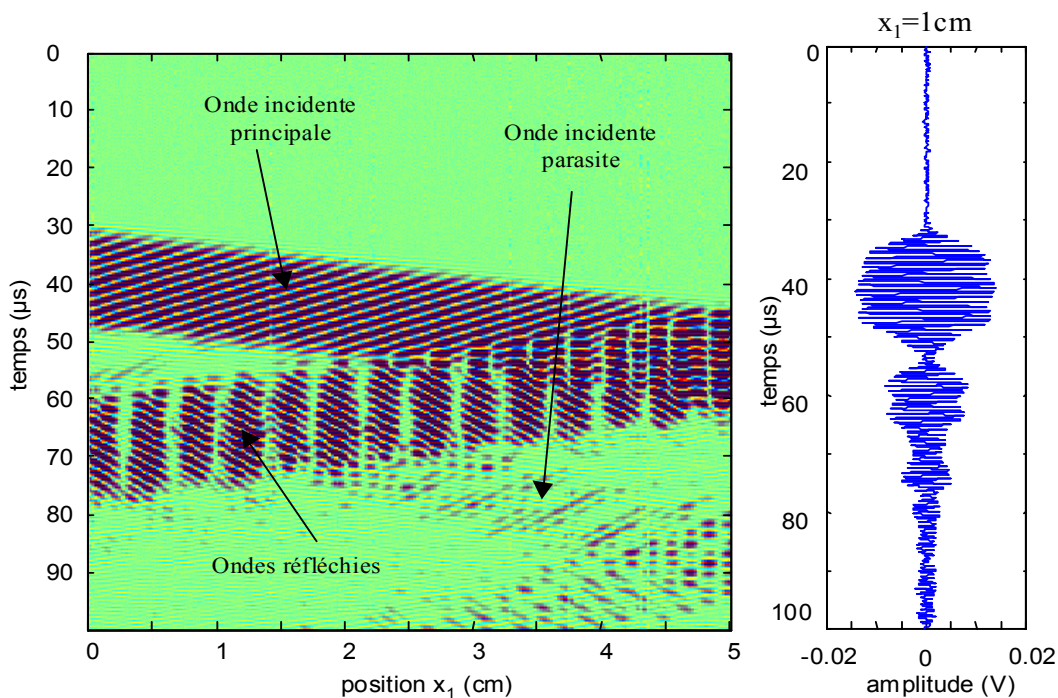 x1=1cm
0
10
20
30
40
50
60
70
80
90
temps (µs)
Onde incidente
principale
Onde incidente
parasite
Ondes réfléchies
0
1
2
3
4
5
position x1 (cm)
0
20
40
60
80
100
temps (µs)
-0.02
0
0.02
amplitude (V)